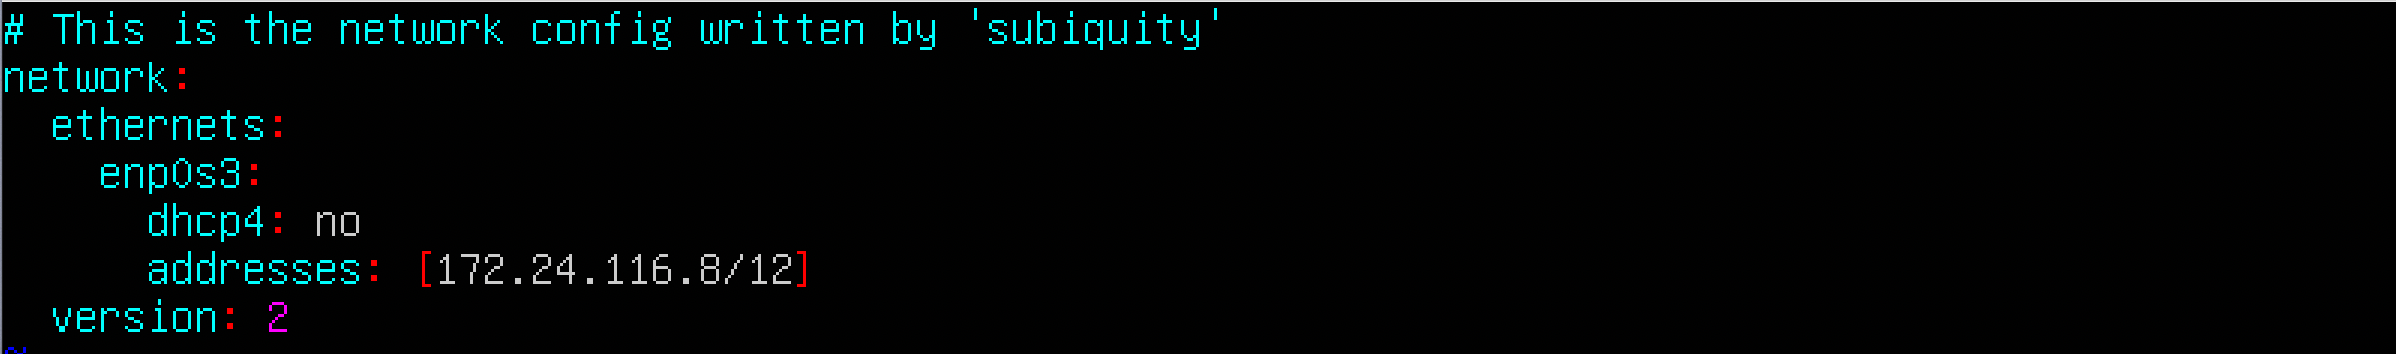 # This is the network config written by 'subiquity'
network:
  ethernets:
    enp0s3:
      dhcp4: no
      addresses: [172.24.116.8/12]
  version: 2